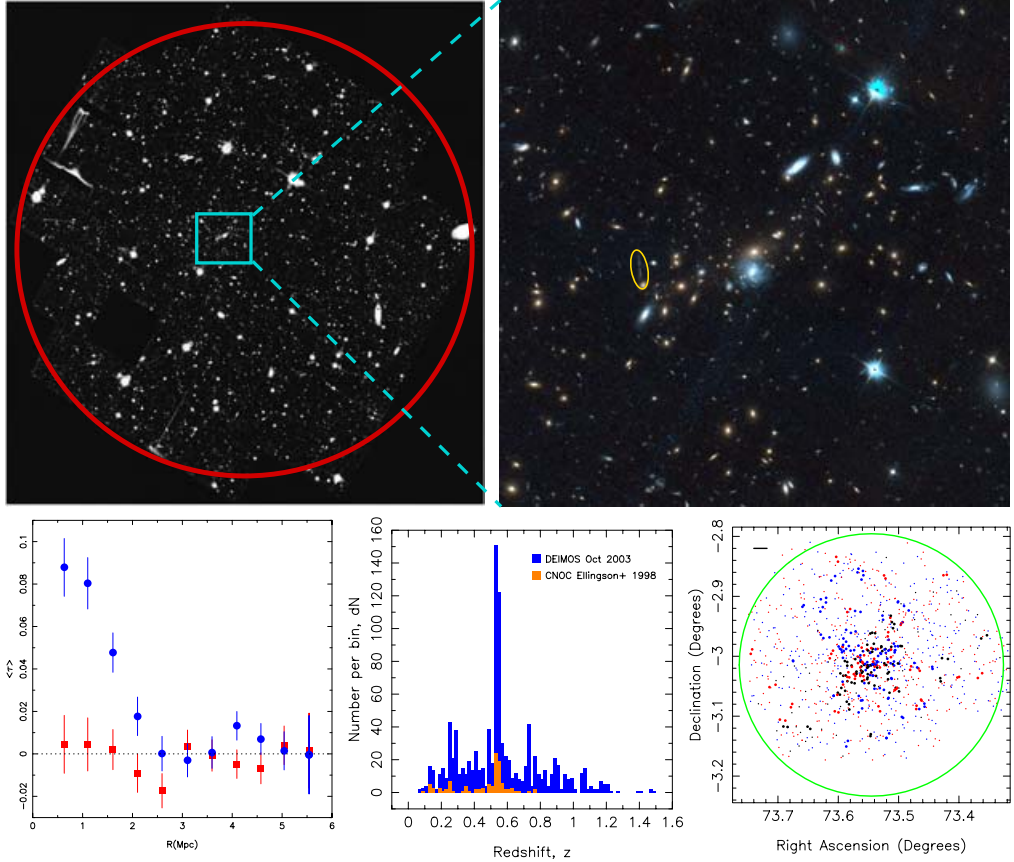 0.1
0.08
0.06
0.04
0.02
0
−0.02
<γ>
0 1 2 3 4 5 6
R(Mpc)
160
140
120
100
80
60
40
20
0
Number per bin, dN
DEIMOS Oct 2003
CNOC Ellingson+ 1998
0 0.2 0.4 0.6 0.8 1 1.2 1.4 1.6
Redshift, z
−2.8
−2.9
−3
−3.1
−3.2
Declination (Degrees)
73.7 73.6 73.5 73.4
Right Ascension (Degrees)